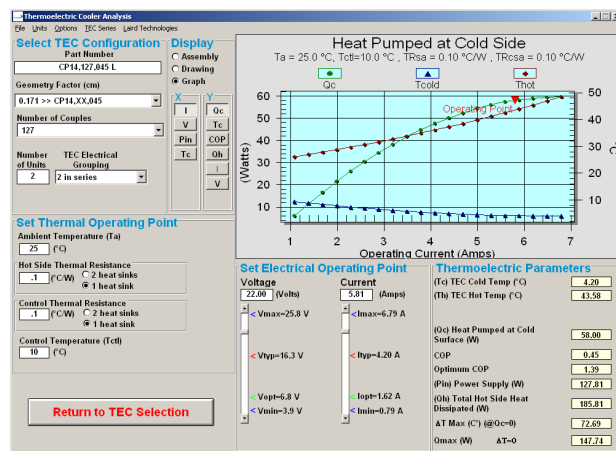 Thermoelectric Cooler Analysis
File Units Options TEC Series Laird Technologies
Select TEC Configuration
Part Number
CP14,127,045 L
Geometry Factor (cm)
0.171 >> CP14,XX,045
Number of Couples
127
Number of Units
2
TEC Electrical Grouping
2 in series
Display
Assembly
Drawing
Graph
X
I
V
Pin
Tc
Y
Qc
Tc
COP
Qh
I
V
Heat Pumped at Cold Side
Ta = 25.0 °C , Tctl=10.0 °C , TRsa = 0.10 °C/W , TRcsa = 0.10 °C/W
Qc Tcold Thot
(Watts)
60
50
40
30
20
10
Operating Point
50
40
30
20
10
1 2 3 4 5 6 7
Operating Current (Amps)
Set Thermal Operating Point
Ambient Temperature (Ta)
25 (°C)
Hot Side Thermal Resistance
.1 (°C/W) 2 heat sinks
1 heat sink
Control Thermal Resistance
.1 (°C/W) 2 heat sinks
1 heat sink
Control Temperature (Tctl)
10 (°C)
Return to TEC Selection
Set Electrical Operating Point
Voltage Current
22.00 (Volts) 5.81 (Amps)
< Vmax=25.8 V < Imax=6.79 A
< Vtyp=16.3 V < Ityp=4.20 A
< Vopt=6.8 V < Iopt=1.62 A
< Vmin=3.9 V < Imin=0.79 A
Thermoelectric Parameters
(Tc) TEC Cold Temp (°C) 4.20
(Th) TEC Hot Temp (°C) 43.58
(Qc) Heat Pumped at Cold Surface (W) 58.00
COP 0.45
Optimum COP 1.39
(Pin) Power Supply (W) 127.81
(Qh) Total Hot Side Heat Dissipated (W) 185.81
ΔT Max (C°) (@Qc=0) 72.69
Qmax (W) ΔT=0 147.74